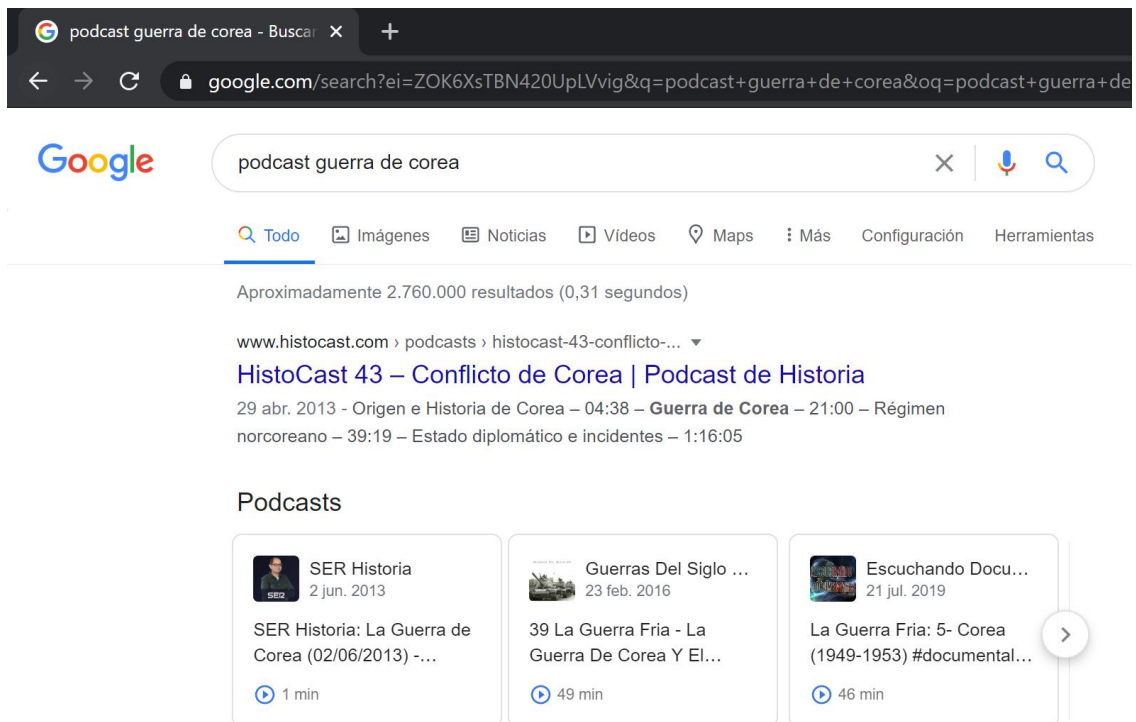 podcast guerra de corea - Buscar
google.com/search?ei=ZOK6XsTBN420UpLVvig&q=podcast+guerra+de+corea&oq=podcast+guerra+de
Google
podcast guerra de corea
Todo Imágenes Noticias Vídeos Maps Más Configuración Herramientas
Aproximadamente 2.760.000 resultados (0,31 segundos)
www.histocast.com › podcasts › histocast-43-conflicto-...
HistoCast 43 – Conflicto de Corea | Podcast de Historia
29 abr. 2013 - Origen e Historia de Corea – 04:38 – Guerra de Corea – 21:00 – Régimen
norcoreano – 39:19 – Estado diplomático e incidentes – 1:16:05
Podcasts
SER
SER Historia
2 jun. 2013
SER Historia: La Guerra de
Corea (02/06/2013) -...
1 min
Guerras Del Siglo ...
23 feb. 2016
39 La Guerra Fria - La
Guerra De Corea Y El...
49 min
Escuchando Docu...
21 jul. 2019
La Guerra Fria: 5- Corea
(1949-1953) #documental...
46 min